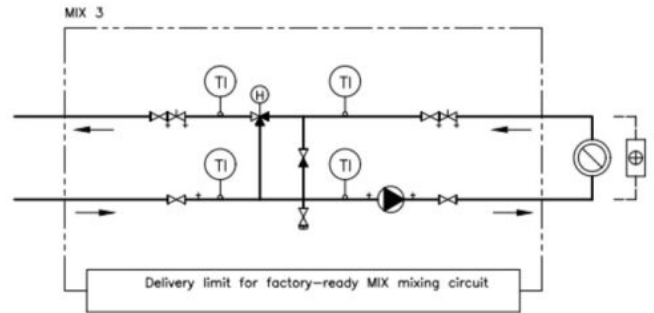 MIX 3
TI
TI
H
TI
TI
Delivery limit for factory-ready MIX mixing circuit